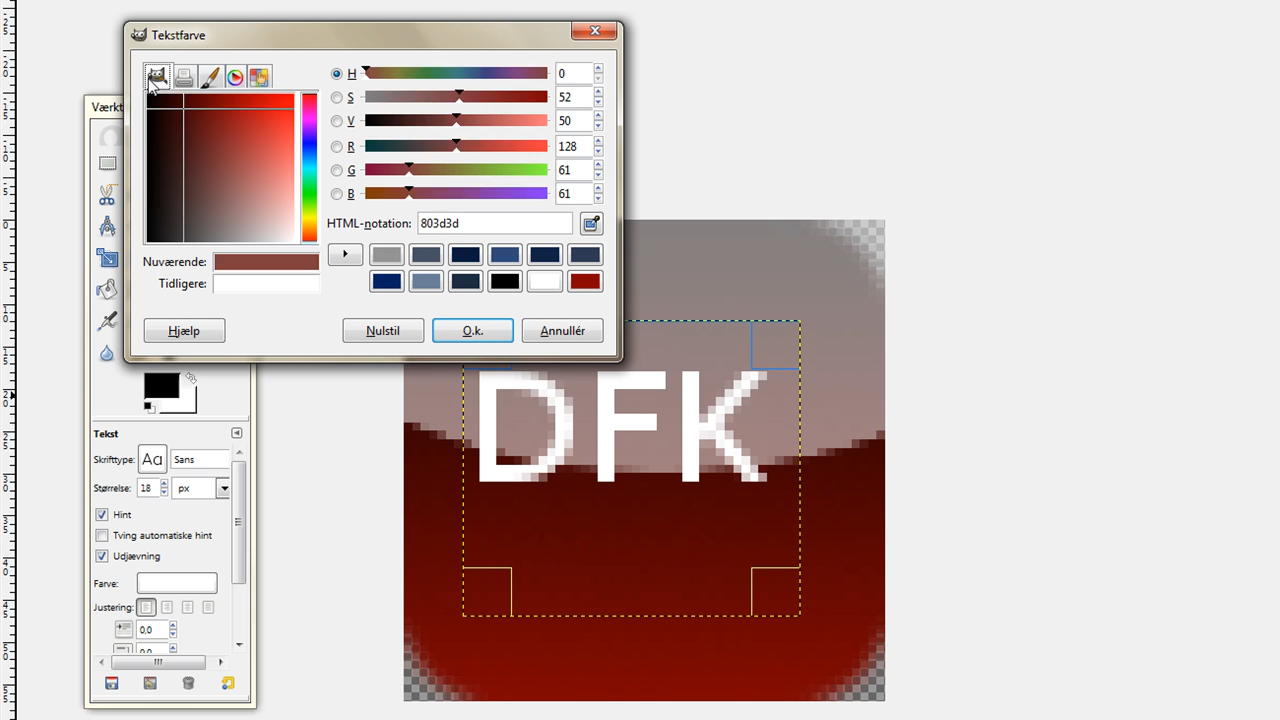 Tekstfarve
H 0
S 52
V 50
R 128
G 61
B 61
HTML-notation: 803d3d
Nuværende:
Tidligere:
Hjælp Nulstil O.k. Annullér
Værkt
DFK
Tekst
Skrifttype: Aa Sans
Størrelse: 18 px
Hint
Tving automatiske hint
Udjævning
Farve:
Justering:
0,0
0,0